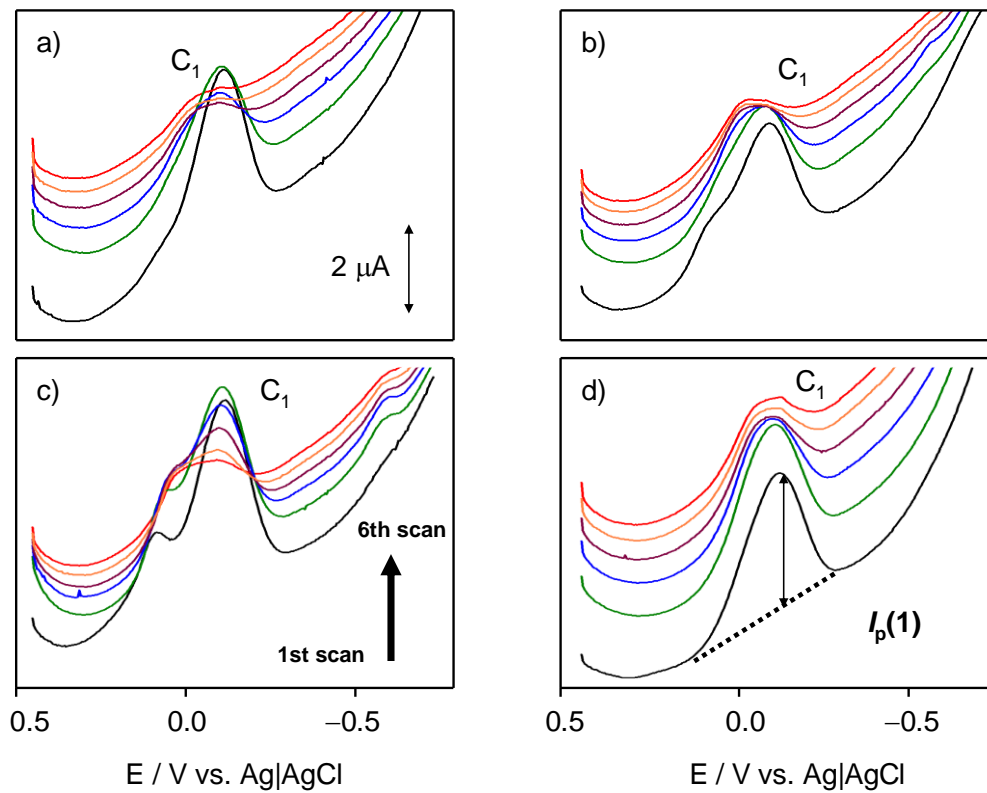 a)
C1
2 μA
b)
C1
c)
C1
6th scan
1st scan
d)
C1
Ip(1)
0.5 0.0 −0.5
0.5 0.0 −0.5
E / V vs. Ag|AgCl
E / V vs. Ag|AgCl